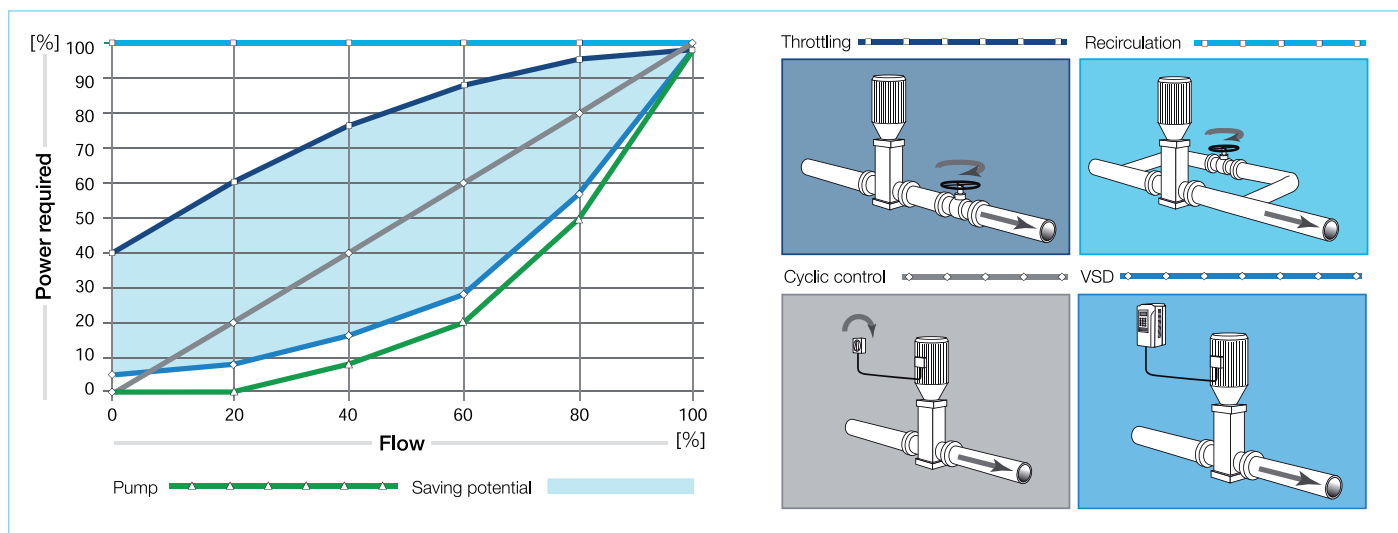 [%]
100
90
80
70
60
50
40
30
20
10
0
Power required
0 20 40 60 80 100
Flow [%]
Pump Saving potential
Throttling Recirculation
Cyclic control VSD